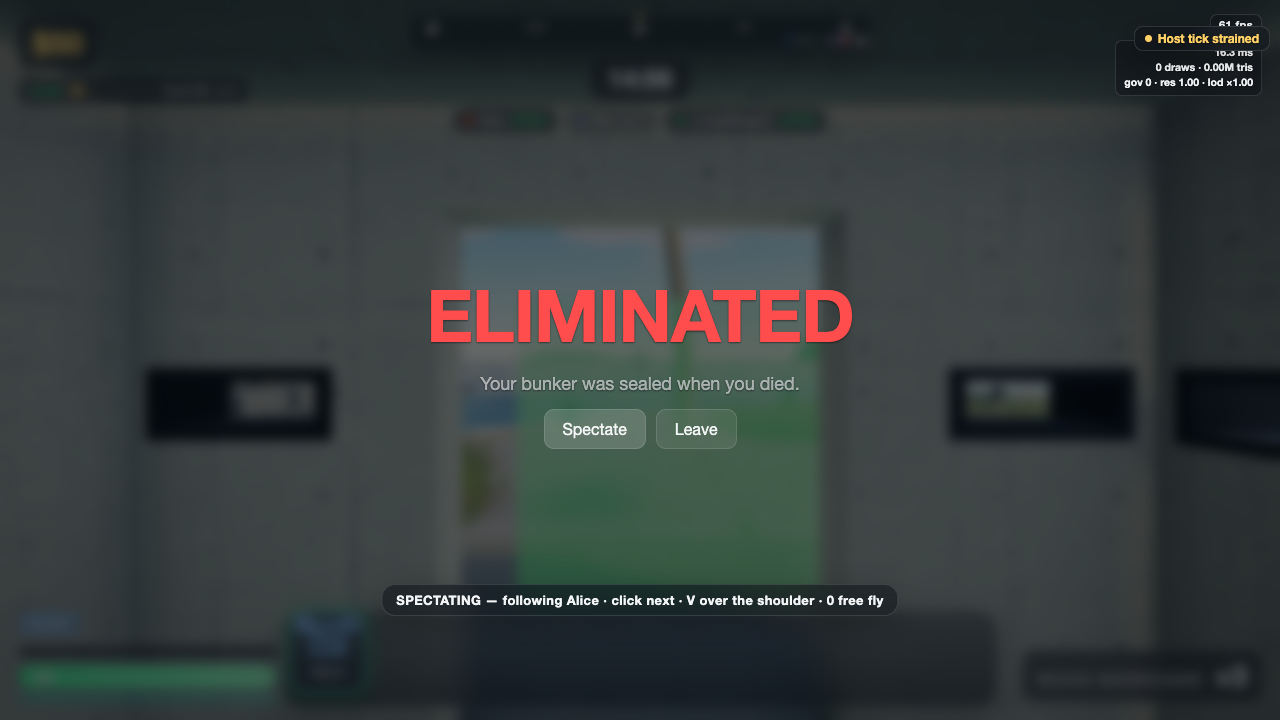 61 fps
Host tick strained
16.3 ms
0 draws · 0.00M tris
gov 0 · res 1.00 · lod ×1.00
ELIMINATED
Your bunker was sealed when you died.
Spectate
Leave
SPECTATING — following Alice · click next · V over the shoulder · 0 free fly